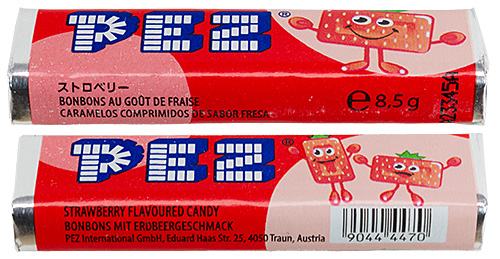 PEZ®
ストロベリー
BONBONS AU GOÛT DE FRAISE
CARAMELOS COMPRIMIDOS DE SABOR FRESA
℮ 8,5g
PEZ®
STRAWBERRY FLAVOURED CANDY
BONBONS MIT ERDBEERGESCHMACK
PEZ International GmbH, Eduard Haas Str. 25, 4050 Traun, Austria
9044 4470